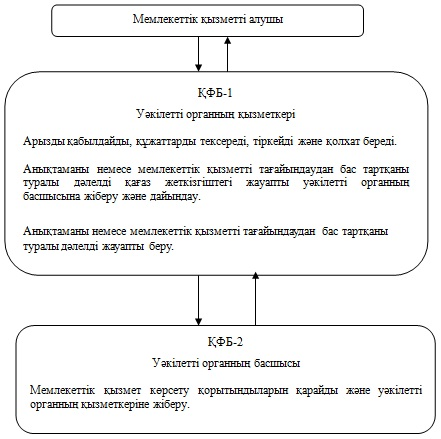 Мемлекеттік қызметті алушы
ҚФБ-1
Уәкілетті органның қызметкері
Арызды қабылдайды, құжаттарды тексереді, тіркейді және қолхат береді.
Анықтаманы немесе мемлекеттік қызметті тағайындаудан бас тартқаны
туралы дәлелді қағаз жеткізгіштегі жауапты уәкілетті органның
басшысына жіберу және дайындау.
Анықтаманы немесе мемлекеттік қызметті тағайындаудан бас тартқаны
туралы дәлелді жауапты беру.
ҚФБ-2
Уәкілетті органның басшысы
Мемлекеттік қызмет көрсету қорытындыларын қарайды және уәкілетті
органның қызметкеріне жіберу.